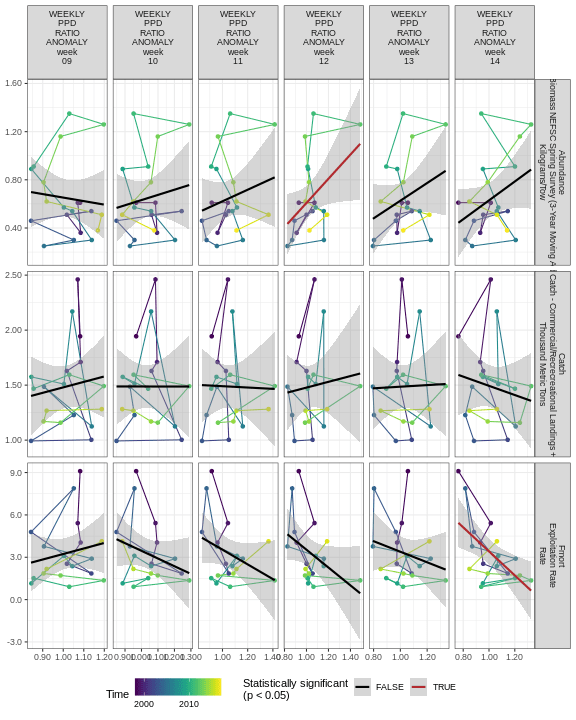 WEEKLY
PPD
RATIO
ANOMALY
week
09
WEEKLY
PPD
RATIO
ANOMALY
week
10
WEEKLY
PPD
RATIO
ANOMALY
week
11
WEEKLY
PPD
RATIO
ANOMALY
week
12
WEEKLY
PPD
RATIO
ANOMALY
week
13
WEEKLY
PPD
RATIO
ANOMALY
week
14
1.60
1.20
0.80
0.40
Abundance
Biomass NEFSC Spring Survey (3-Year Moving A
Kilograms/Tow
2.50
2.00
1.50
1.00
Catch
Catch - Commercial/Recreational Landings +
Thousand Metric Tons
9.0
6.0
3.0
0.0
-3.0
Fmort
Exploitation Rate
Rate
0.90 1.00 1.10 1.20
0.90 1.00 1.10 1.20 1.30
0.80 1.00 1.20 1.40
0.80 1.00 1.20 1.40
0.80 1.00 1.20
0.80 1.00 1.20
Time
2000 2010
Statistically significant
(p < 0.05)
FALSE TRUE